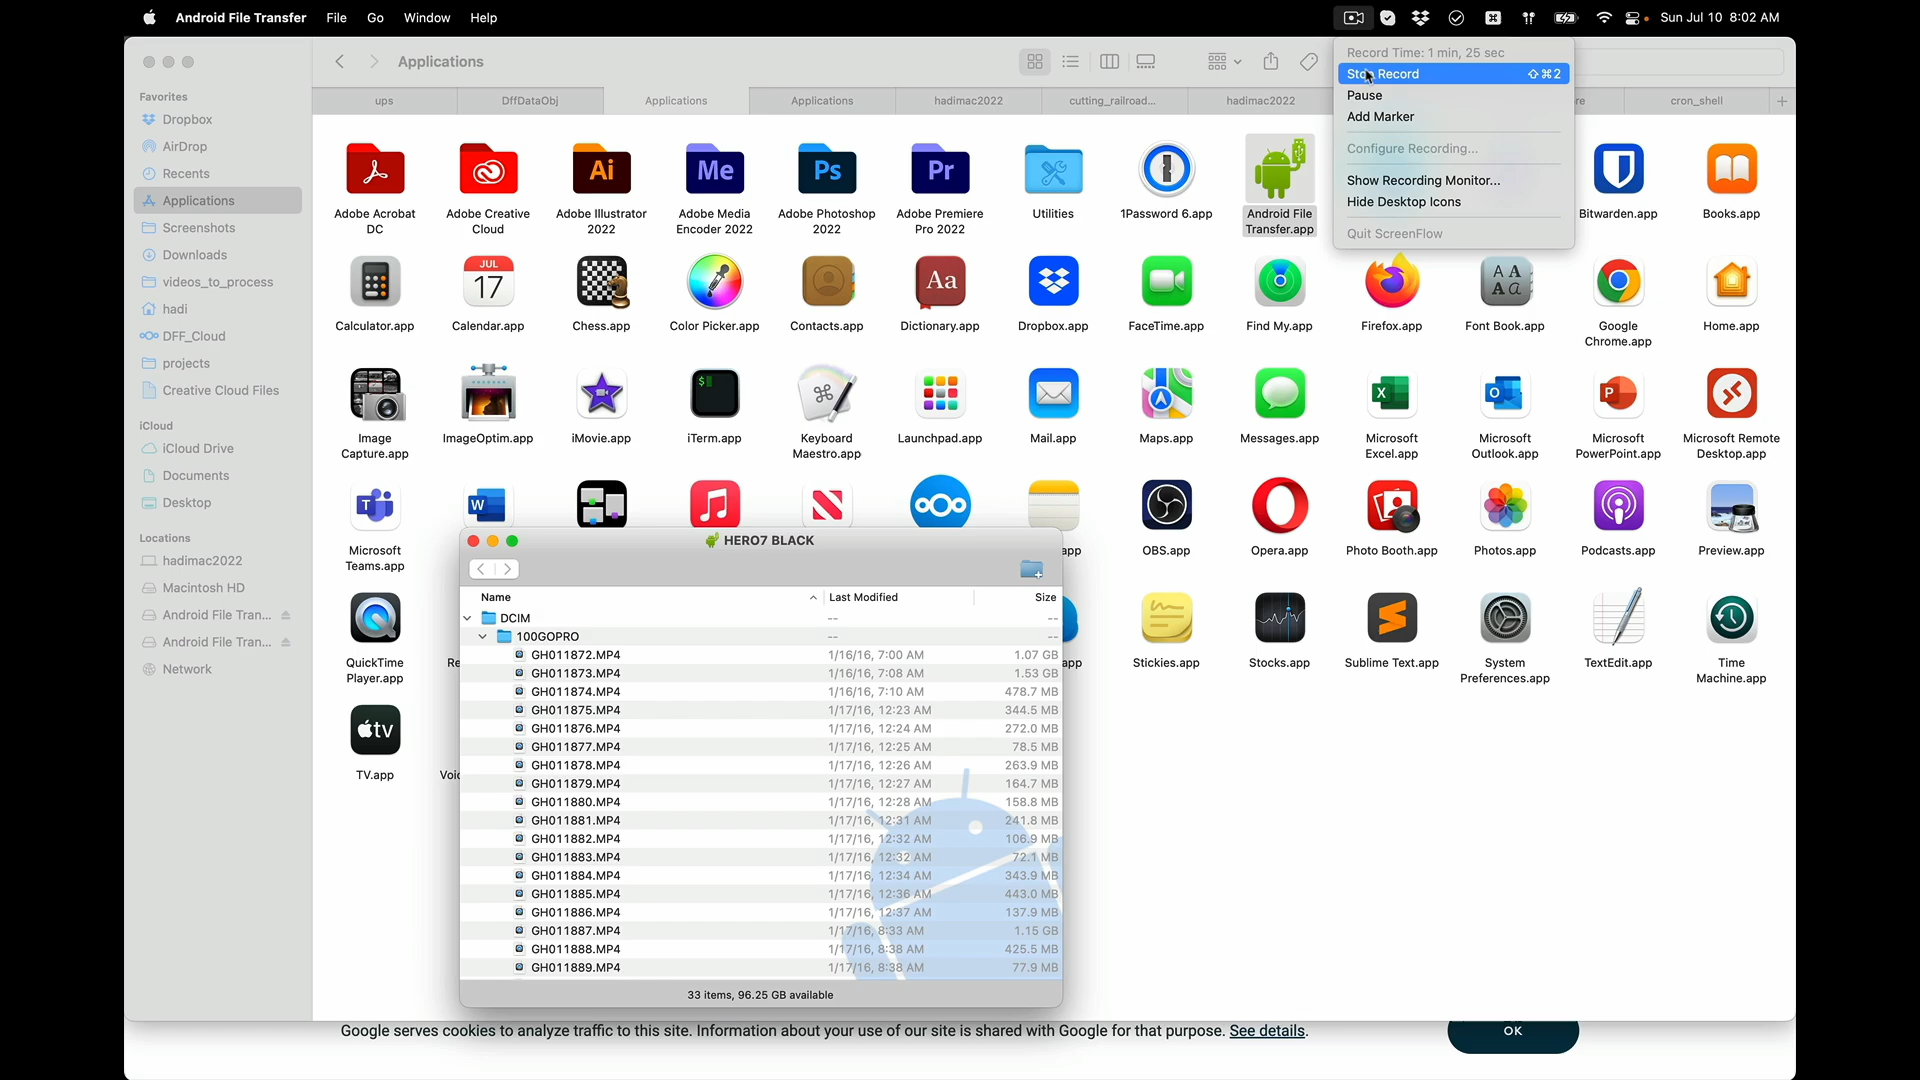 Android File Transfer File Go Window Help
Sun Jul 10 8:02 AM
Record Time: 1 min, 25 sec
Record ⇧⌘2
Pause
Add Marker
Configure Recording...
Show Recording Monitor...
Hide Desktop Icons
Quit ScreenFlow
Applications
ups DffDataObj Applications Applications hadimac2022 cutting_railroad... hadimac2022 cron_shell
Favorites
Dropbox
AirDrop
Recents
Applications
Screenshots
Downloads
videos_to_process
hadi
DFF_Cloud
projects
Creative Cloud Files
iCloud
iCloud Drive
Documents
Desktop
Locations
hadimac2022
Macintosh HD
Android File Tran...
Android File Tran...
Network
Ai Me Ps Pr
Adobe Acrobat DC
Adobe Creative Cloud
Adobe Illustrator 2022
Adobe Media Encoder 2022
Adobe Photoshop 2022
Adobe Premiere Pro 2022
Utilities
1Password 6.app
Android File Transfer.app
Bitwarden.app
Books.app
JUL
17
Aa
Calculator.app
Calendar.app
Chess.app
Color Picker.app
Contacts.app
Dictionary.app
Dropbox.app
FaceTime.app
Find My.app
Firefox.app
Font Book.app
Google Chrome.app
Home.app
Image Capture.app
ImageOptim.app
iMovie.app
iTerm.app
Keyboard Maestro.app
Launchpad.app
Mail.app
Maps.app
Messages.app
Microsoft Excel.app
Microsoft Outlook.app
Microsoft PowerPoint.app
Microsoft Remote Desktop.app
Microsoft Teams.app
app
OBS.app
Opera.app
Photo Booth.app
Photos.app
Podcasts.app
Preview.app
QuickTime Player.app
Re
app
Stickies.app
Stocks.app
Sublime Text.app
System Preferences.app
TextEdit.app
Time Machine.app
tv
TV.app
Voic
HERO7 BLACK
Name Last Modified Size
DCIM -- --
100GOPRO -- --
GH011872.MP4 1/16/16, 7:00 AM 1.07 GB
GH011873.MP4 1/16/16, 7:08 AM 1.53 GB
GH011874.MP4 1/16/16, 7:10 AM 478.7 MB
GH011875.MP4 1/17/16, 12:23 AM 344.5 MB
GH011876.MP4 1/17/16, 12:24 AM 272.0 MB
GH011877.MP4 1/17/16, 12:25 AM 78.5 MB
GH011878.MP4 1/17/16, 12:26 AM 263.9 MB
GH011879.MP4 1/17/16, 12:27 AM 164.7 MB
GH011880.MP4 1/17/16, 12:28 AM 158.8 MB
GH011881.MP4 1/17/16, 12:31 AM 241.8 MB
GH011882.MP4 1/17/16, 12:32 AM 106.9 MB
GH011883.MP4 1/17/16, 12:32 AM 72.1 MB
GH011884.MP4 1/17/16, 12:34 AM 343.9 MB
GH011885.MP4 1/17/16, 12:36 AM 443.0 MB
GH011886.MP4 1/17/16, 12:37 AM 137.9 MB
GH011887.MP4 1/17/16, 8:33 AM 1.15 GB
GH011888.MP4 1/17/16, 8:38 AM 425.5 MB
GH011889.MP4 1/17/16, 8:38 AM 77.9 MB
33 items, 96.25 GB available
Google serves cookies to analyze traffic to this site. Information about your use of our site is shared with Google for that purpose. See details.
OK